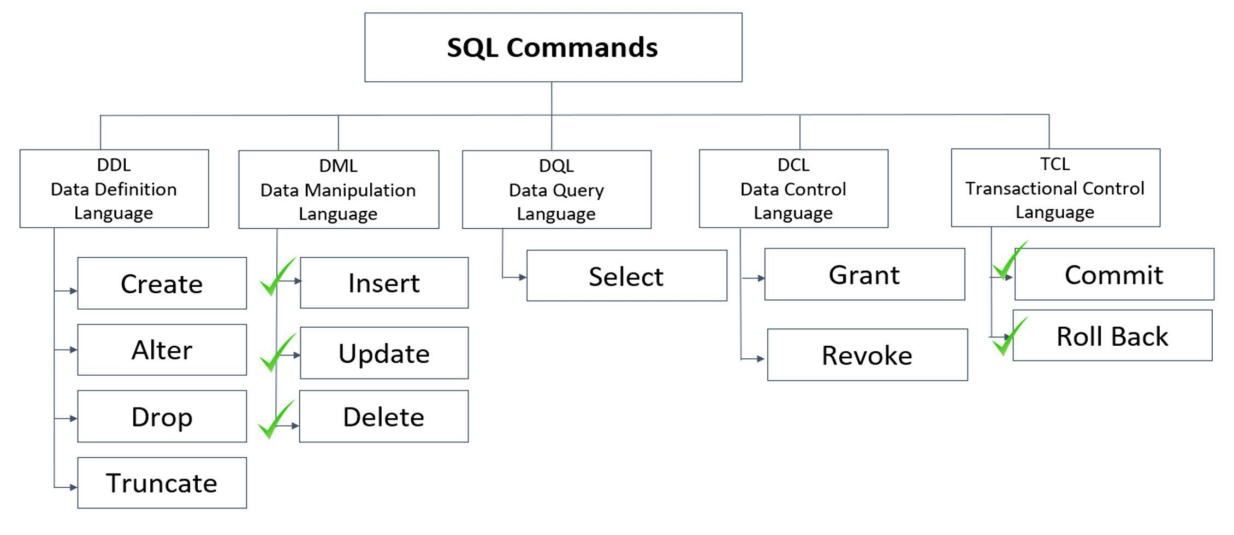 SQL Commands
DDL
Data Definition
Language
DML
Data Manipulation
Language
DQL
Data Query
Language
DCL
Data Control
Language
TCL
Transactional Control
Language
Create
Alter
Drop
Truncate
Insert
Update
Delete
Select
Grant
Revoke
Commit
Roll Back